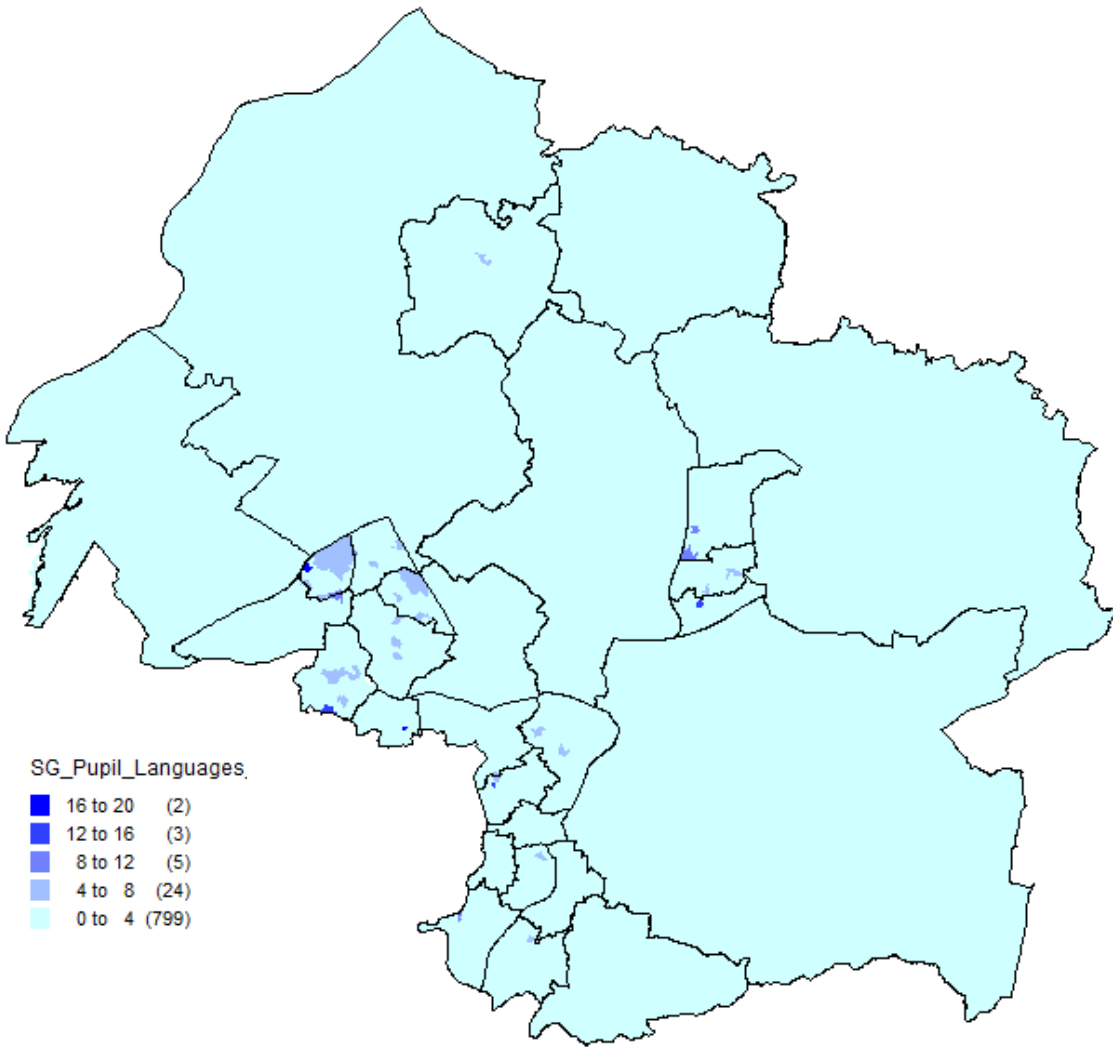 SG_Pupil_Languages
16 to 20 (2)
12 to 16 (3)
8 to 12 (5)
4 to 8 (24)
0 to 4 (799)